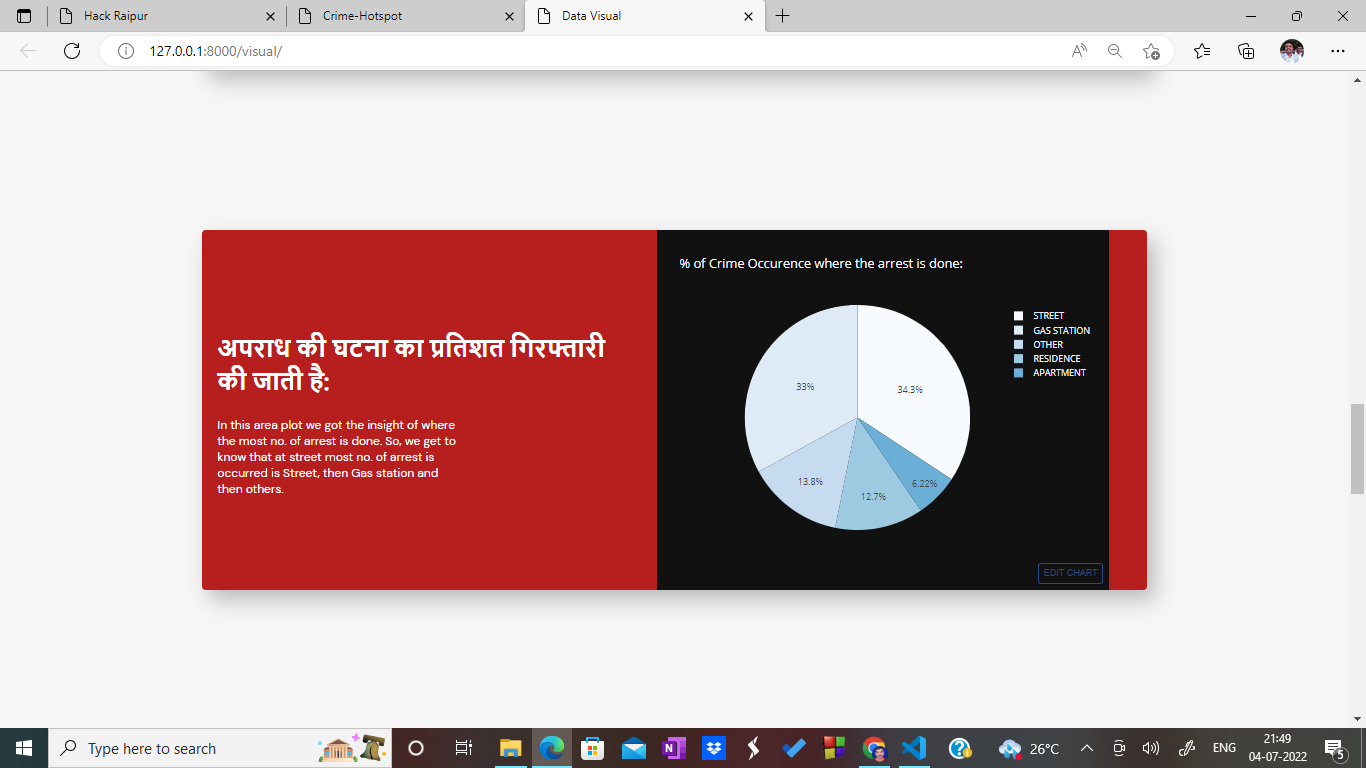 Hack Raipur
Crime-Hotspot
Data Visual
127.0.0.1:8000/visual/
अपराध की घटना का प्रतिशत गिरफ्तारी
की जाती है:
In this area plot we got the insight of where
the most no. of arrest is done. So, we get to
know that at street most no. of arrest is
occurred is Street, then Gas station and
then others.
% of Crime Occurence where the arrest is done:
STREET
GAS STATION
OTHER
RESIDENCE
APARTMENT
33%
34.3%
13.8%
12.7%
6.22%
EDIT CHART
Type here to search
26°C
ENG
21:49
04-07-2022
5